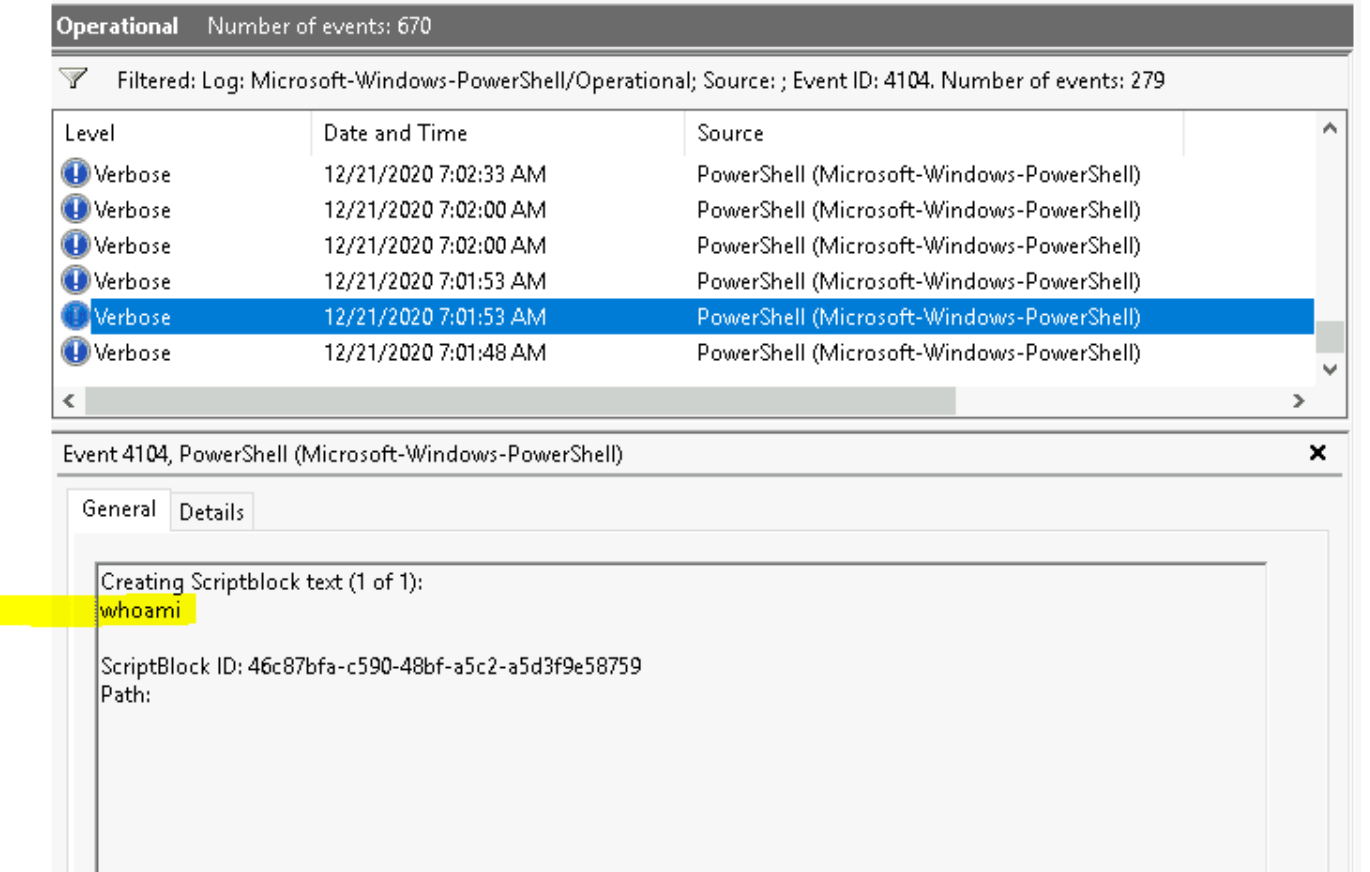 Operational Number of events: 670
Filtered: Log: Microsoft-Windows-PowerShell/Operational; Source: ; Event ID: 4104. Number of events: 279
Level Date and Time Source
Verbose 12/21/2020 7:02:33 AM PowerShell (Microsoft-Windows-PowerShell)
Verbose 12/21/2020 7:02:00 AM PowerShell (Microsoft-Windows-PowerShell)
Verbose 12/21/2020 7:02:00 AM PowerShell (Microsoft-Windows-PowerShell)
Verbose 12/21/2020 7:01:53 AM PowerShell (Microsoft-Windows-PowerShell)
Verbose 12/21/2020 7:01:53 AM PowerShell (Microsoft-Windows-PowerShell)
Verbose 12/21/2020 7:01:48 AM PowerShell (Microsoft-Windows-PowerShell)
Event 4104, PowerShell (Microsoft-Windows-PowerShell)
General Details
Creating Scriptblock text (1 of 1):
whoami
ScriptBlock ID: 46c87bfa-c590-48bf-a5c2-a5d3f9e58759
Path: